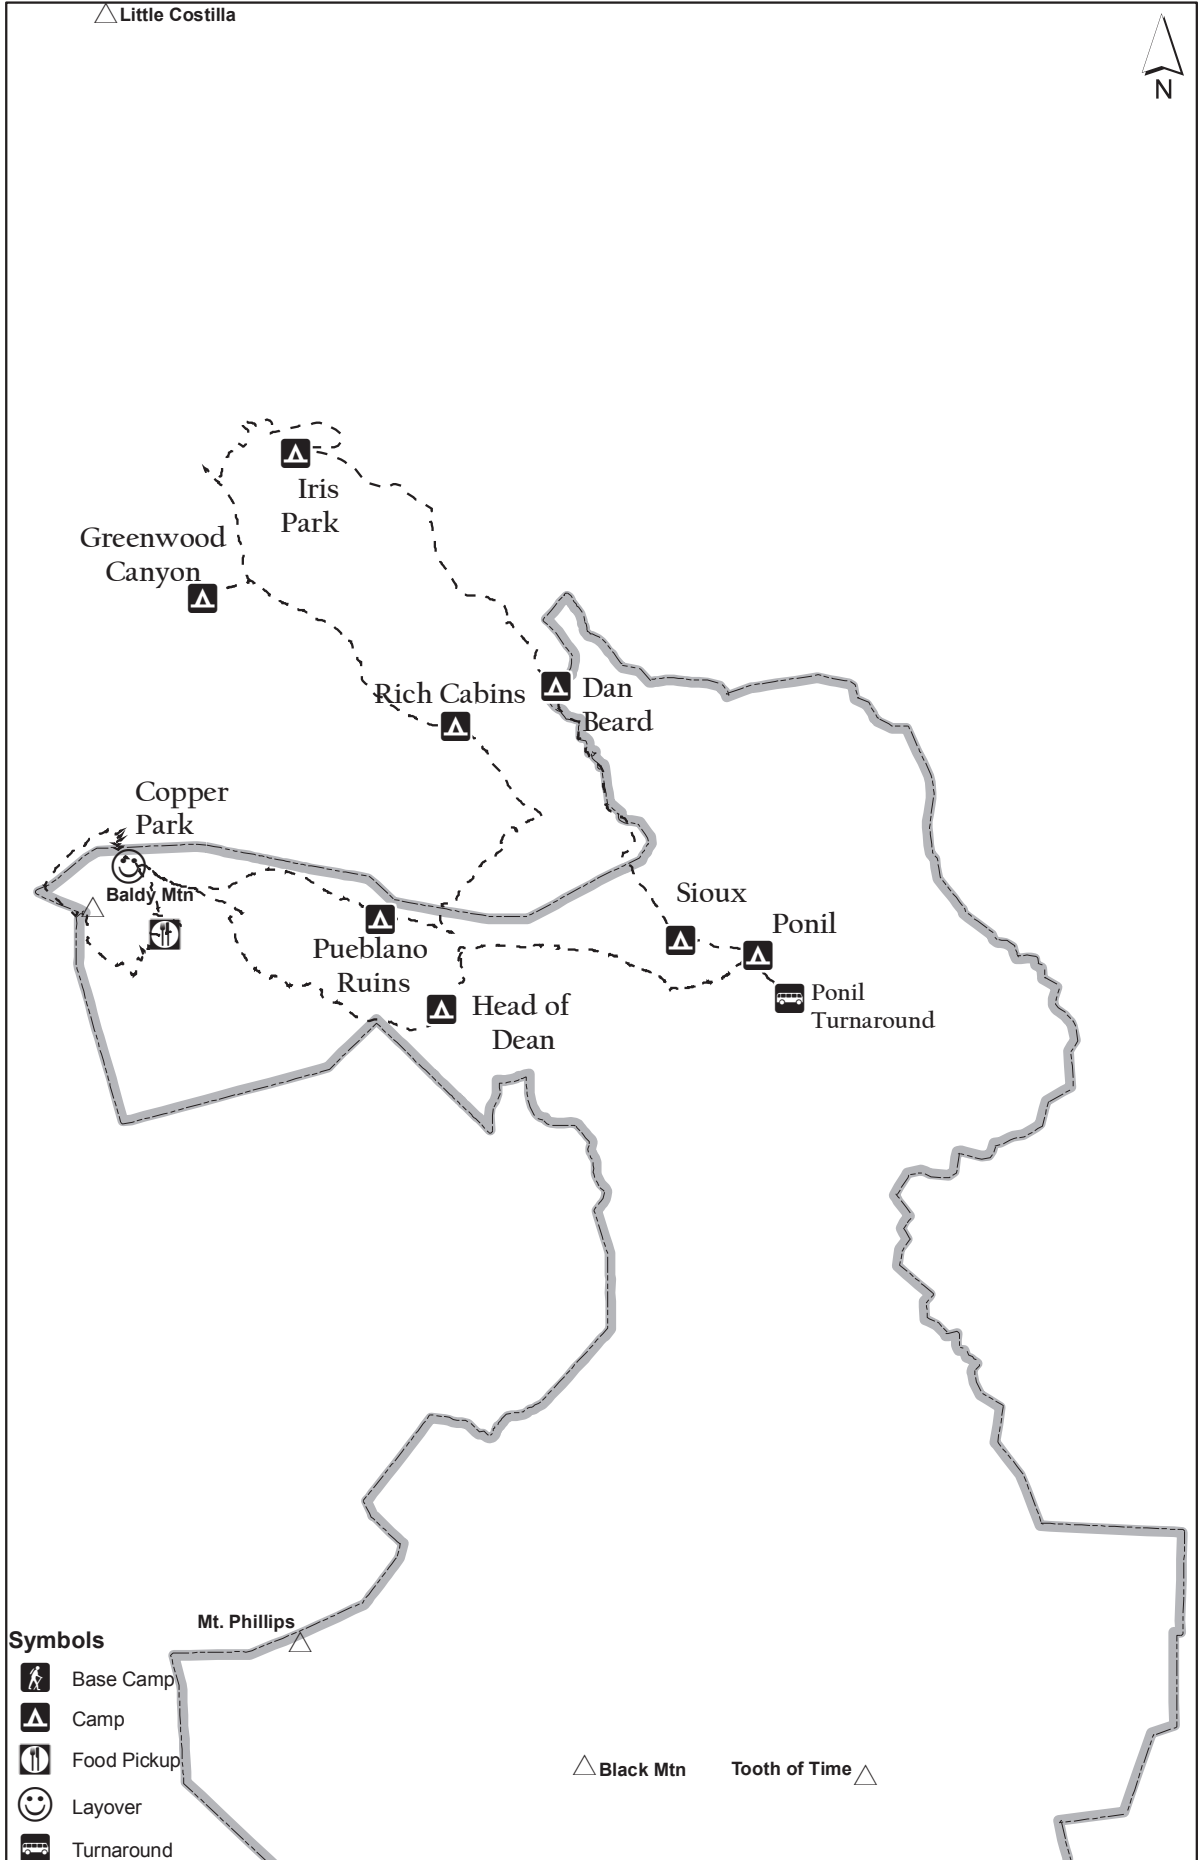 Little Costilla
N
Iris
Park
Greenwood
Canyon
Rich Cabins
Dan
Beard
Copper
Park
Baldy Mtn
Sioux
Ponil
Pueblano
Ruins
Head of
Dean
Ponil
Turnaround
Mt. Phillips
Symbols
Base Camp
Camp
Food Pickup
Layover
Turnaround
Black Mtn
Tooth of Time